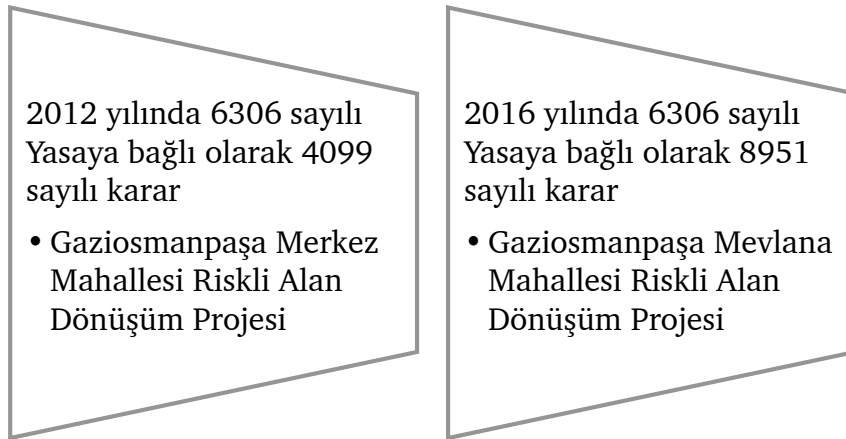 2012 yılında 6306 sayılı
Yasaya bağlı olarak 4099
sayılı karar
• Gaziosmanpaşa Merkez
Mahallesi Riskli Alan
Dönüşüm Projesi
2016 yılında 6306 sayılı
Yasaya bağlı olarak 8951
sayılı karar
• Gaziosmanpaşa Mevlana
Mahallesi Riskli Alan
Dönüşüm Projesi